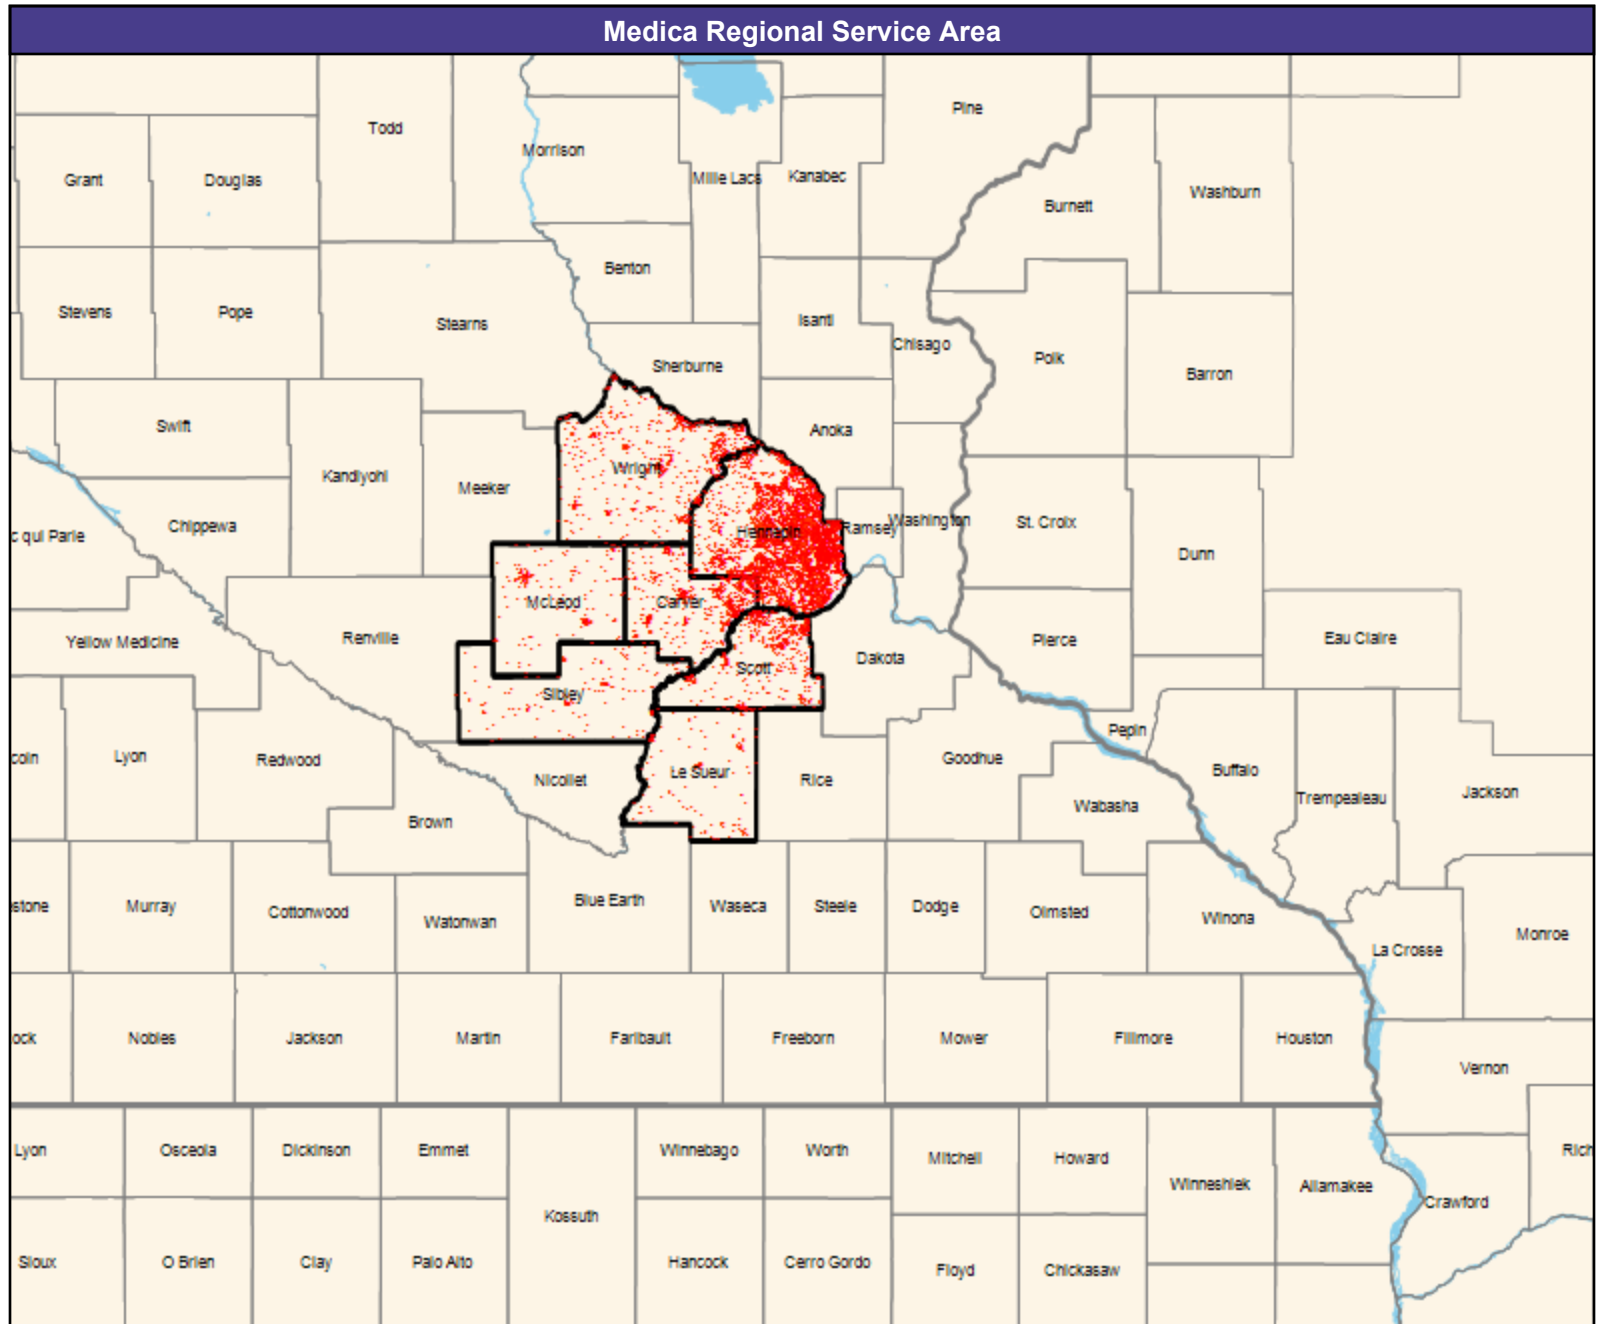 Medica Regional Service Area
Pine
Todd
Morrison
Grant
Douglas
Mille Lacs
Kanabec
Washburn
Burnett
Benton
Stevens
Pope
Stearns
Isanti
Chisago
Sherburne
Polk
Barron
Swift
Anoka
Wright
Kandiyohi
Meeker
Chippewa
Hennepin
Ramsey
Washington
St. Croix
c qui Parle
Dunn
McLeod
Carver
Yellow Medicine
Renville
Pierce
Eau Claire
Dakota
Scott
Sibley
Pepin
coln
Lyon
Redwood
Nicollet
Le Sueur
Rice
Goodhue
Buffalo
Trempealeau
Jackson
Wabasha
Brown
stone
Murray
Cottonwood
Watonwan
Blue Earth
Waseca
Steele
Dodge
Olmsted
Winona
La Crosse
Monroe
ock
Nobles
Jackson
Martin
Faribault
Freeborn
Mower
Fillmore
Houston
Vernon
Lyon
Osceola
Dickinson
Emmet
Winnebago
Worth
Mitchell
Howard
Winneshiek
Allamakee
Rich
Crawford
Kossuth
Sioux
O Brien
Clay
Palo Alto
Hancock
Cerro Gordo
Floyd
Chickasaw